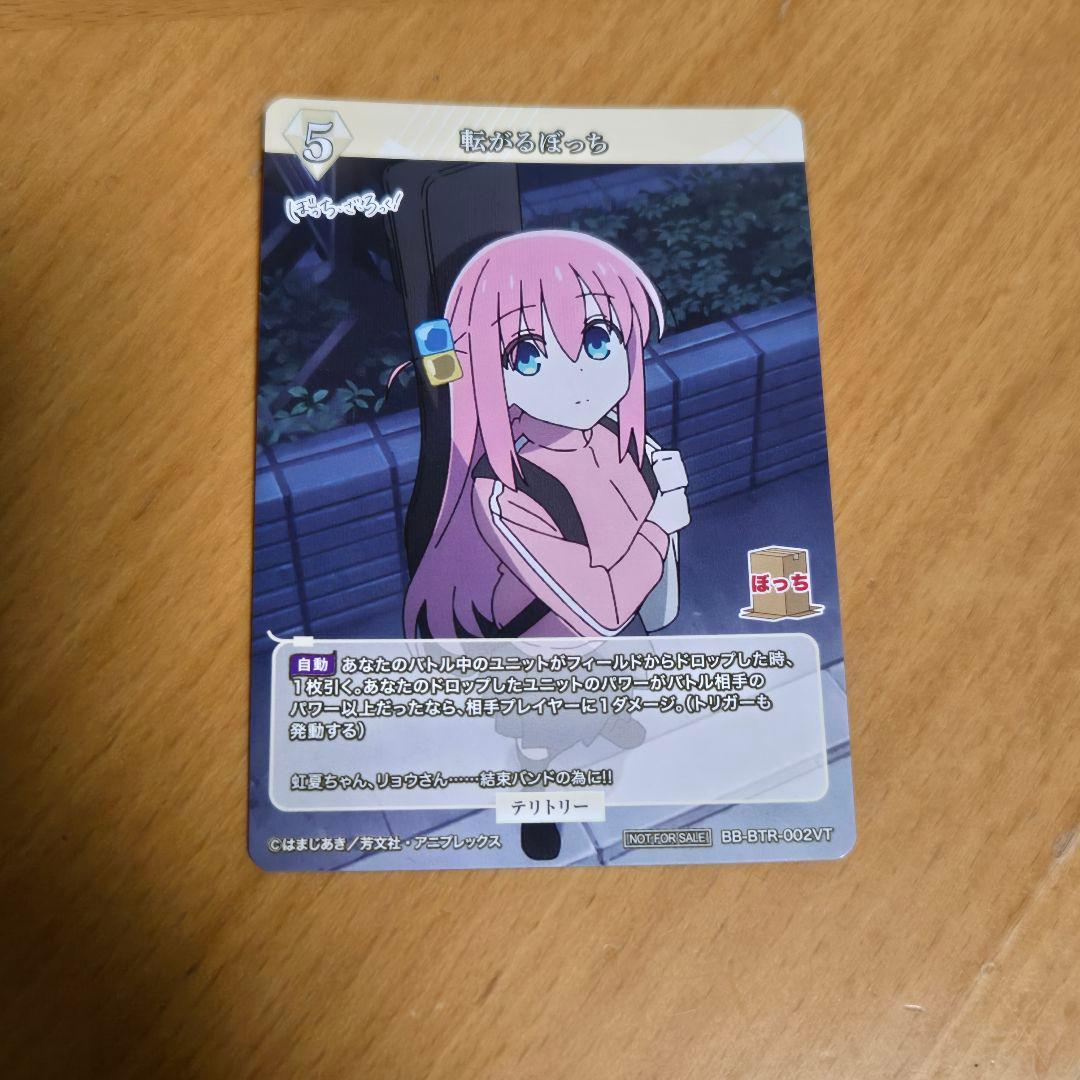 5
転がるぼっち
ぼっち・ざ・ろっく!
ぼっち
自動 あなたのバトル中のユニットがフィールドからドロップした時、
1枚引く。あなたのドロップしたユニットのパワーがバトル相手の
パワー以上だったなら、相手プレイヤーに1ダメージ。(トリガーも
発動する)
虹夏ちゃん、リョウさん……結束バンドの為に!!
テリトリー
©はまじあき/芳文社・アニプレックス
NOT FOR SALE BB-BTR-002VT